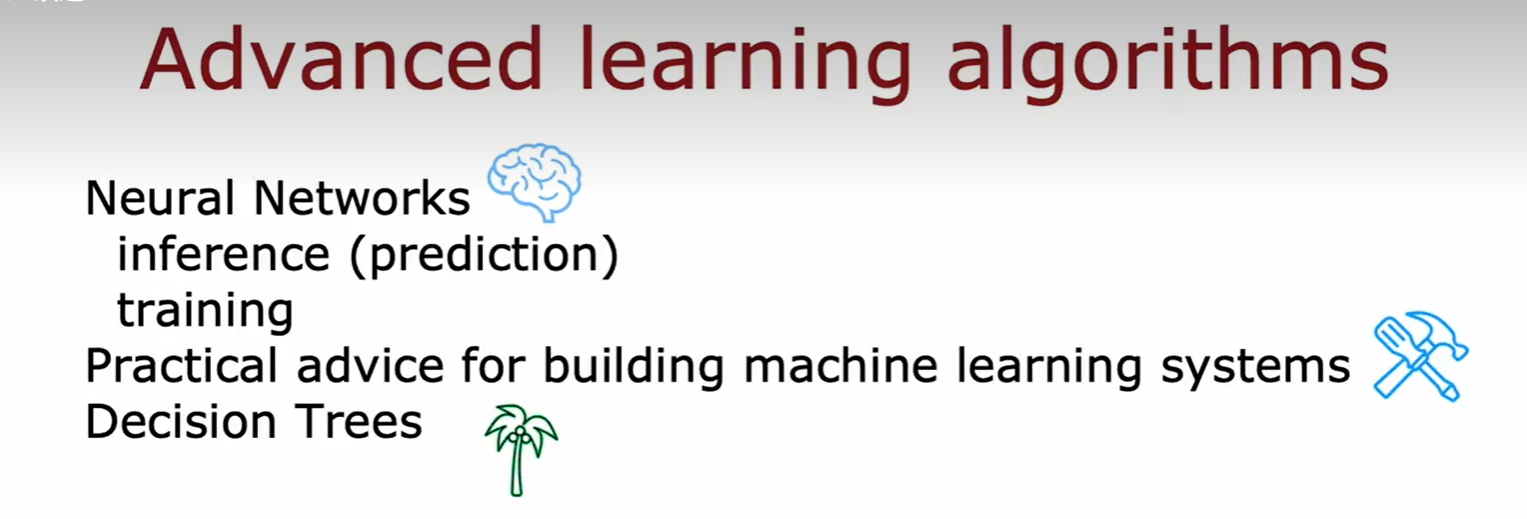 Advanced learning algorithms
Neural Networks
inference (prediction)
training
Practical advice for building machine learning systems
Decision Trees